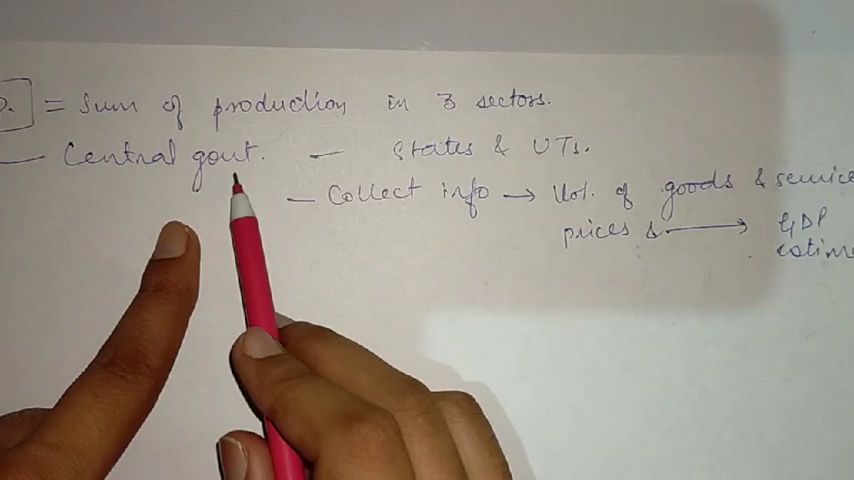 = Sum of production in 3 sectors.
— Central govt. — States & UTs.
— Collect info → Vol. of goods & service
prices & → GDP
estim